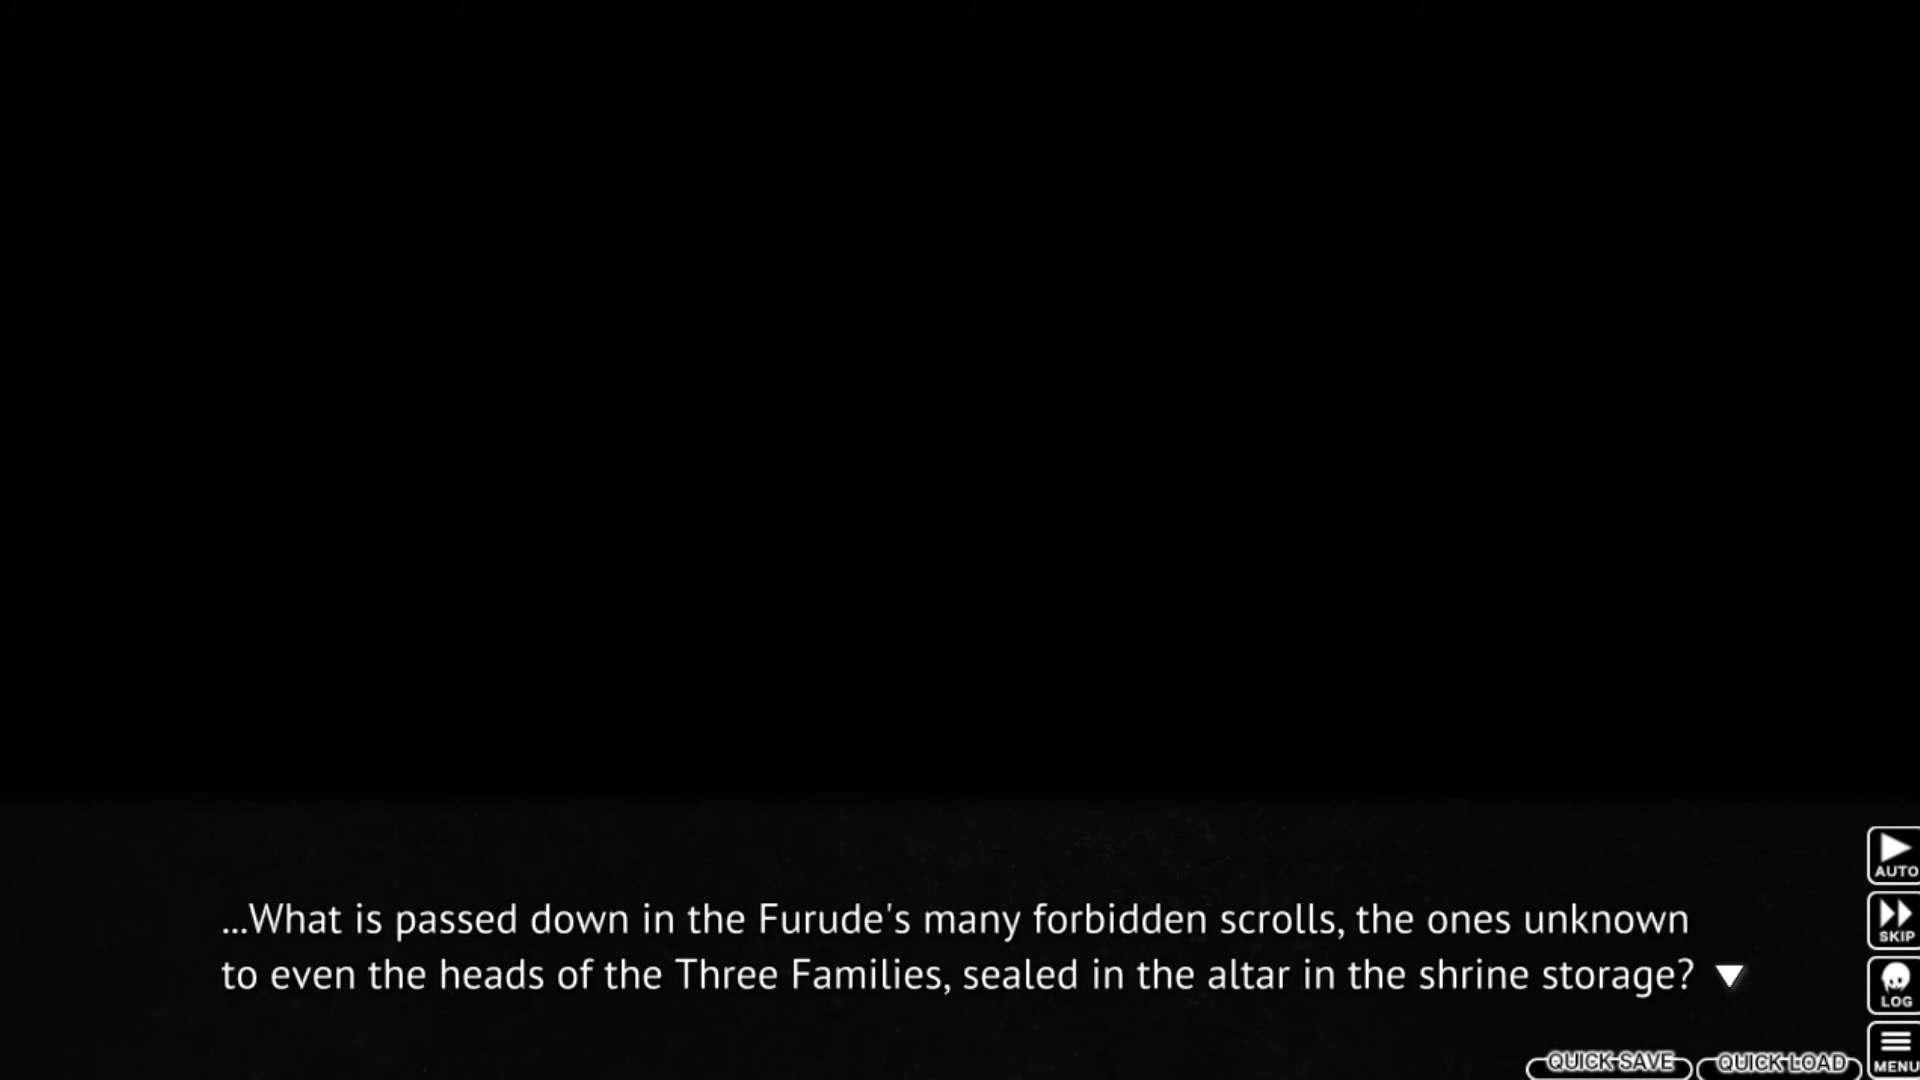 ...What is passed down in the Furude's many forbidden scrolls, the ones unknown
to even the heads of the Three Families, sealed in the altar in the shrine storage?
AUTO
SKIP
LOG
MENU
QUICK SAVE
QUICK LOAD